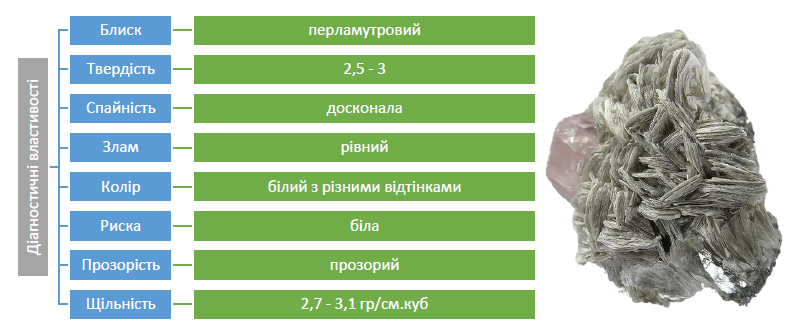 Діагностичні властивості
Блиск
перламутровий
Твердість
2,5 - 3
Спайність
досконала
Злам
рівний
Колір
білий з різними відтінками
Риска
біла
Прозорість
прозорий
Щільність
2,7 - 3,1 гр/см.куб